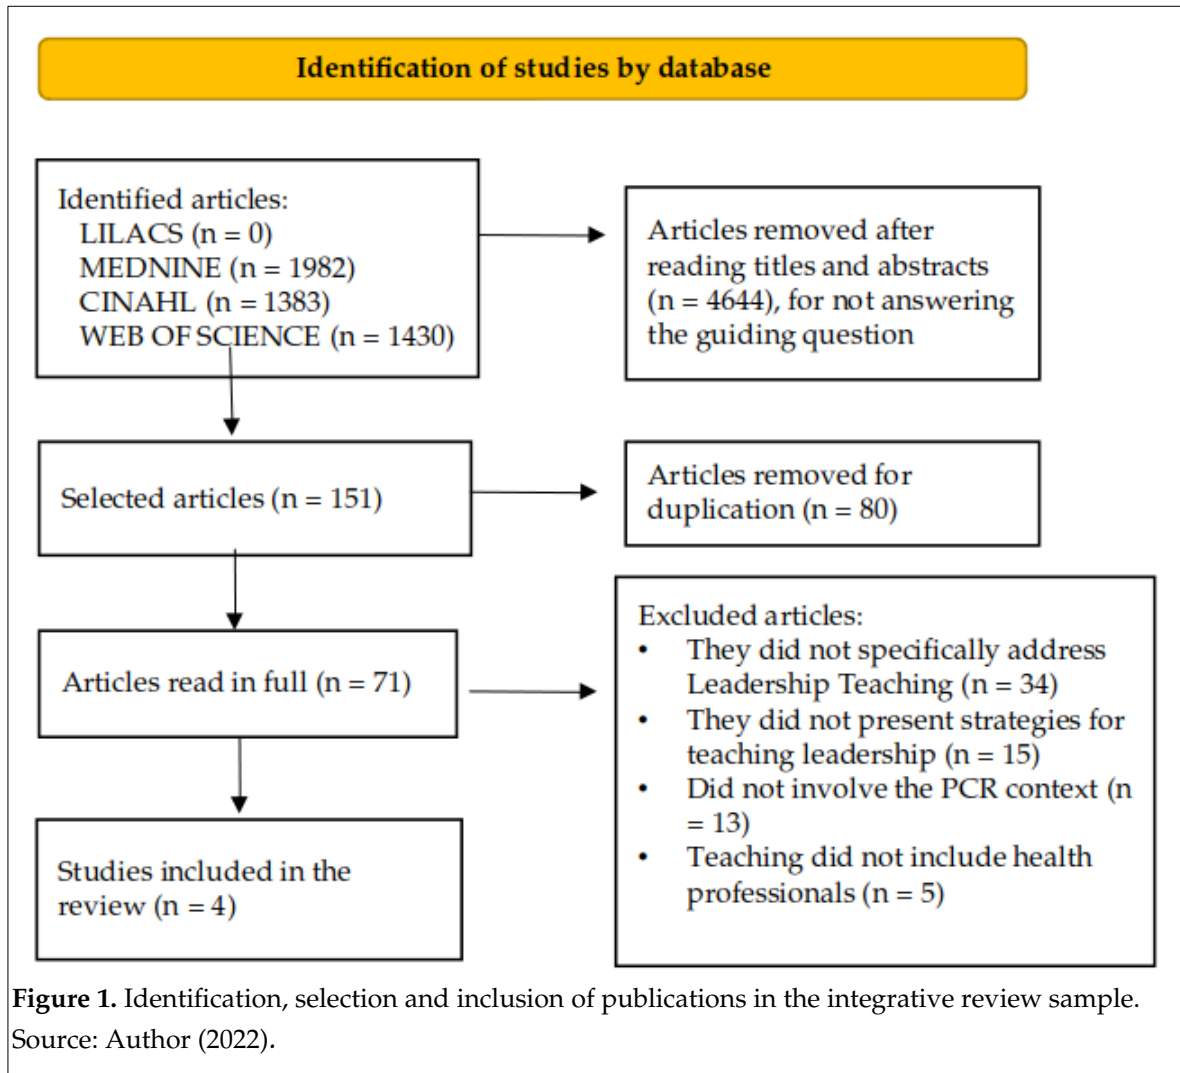 Identification of studies by database
Identified articles:
LILACS (n = 0)
MEDNINE (n = 1982)
CINAHL (n = 1383)
WEB OF SCIENCE (n = 1430)
Articles removed after
reading titles and abstracts
(n = 4644), for not answering
the guiding question
Selected articles (n = 151)
Articles removed for
duplication (n = 80)
Articles read in full (n = 71)
Excluded articles:
• They did not specifically address
Leadership Teaching (n = 34)
• They did not present strategies for
teaching leadership (n = 15)
• Did not involve the PCR context (n
= 13)
• Teaching did not include health
professionals (n = 5)
Studies included in the
review (n = 4)
Figure 1. Identification, selection and inclusion of publications in the integrative review sample.
Source: Author (2022).